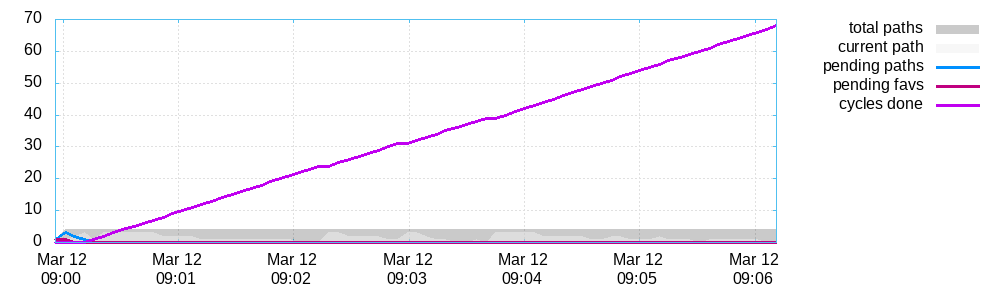 70
60
50
40
30
20
10
0
Mar 12 Mar 12 Mar 12 Mar 12 Mar 12 Mar 12 Mar 12
09:00 09:01 09:02 09:03 09:04 09:05 09:06
total paths
current path
pending paths
pending favs
cycles done